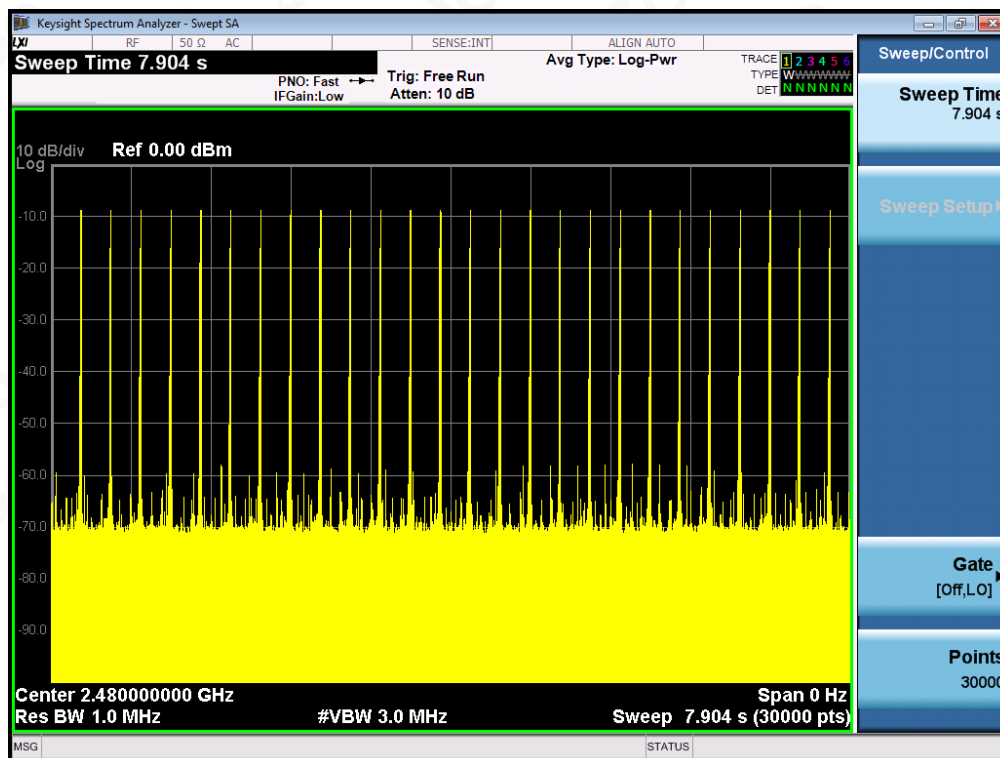 Keysight Spectrum Analyzer - Swept SA
LXI RF 50 Ω AC SENSE:INT ALIGN AUTO
Sweep Time 7.904 s
PNO: Fast
IFGain:Low
Trig: Free Run
Atten: 10 dB
Avg Type: Log-Pwr
TRACE 1 2 3 4 5 6
TYPE WWWWWWW
DET N N N N N N
Sweep/Control
Sweep Time
7.904 s
Sweep Setup
Gate
[Off,LO]
Points
30000
10 dB/div Ref 0.00 dBm
Log
-10.0
-20.0
-30.0
-40.0
-50.0
-60.0
-70.0
-80.0
-90.0
Center 2.480000000 GHz Span 0 Hz
Res BW 1.0 MHz #VBW 3.0 MHz Sweep 7.904 s (30000 pts)
MSG STATUS